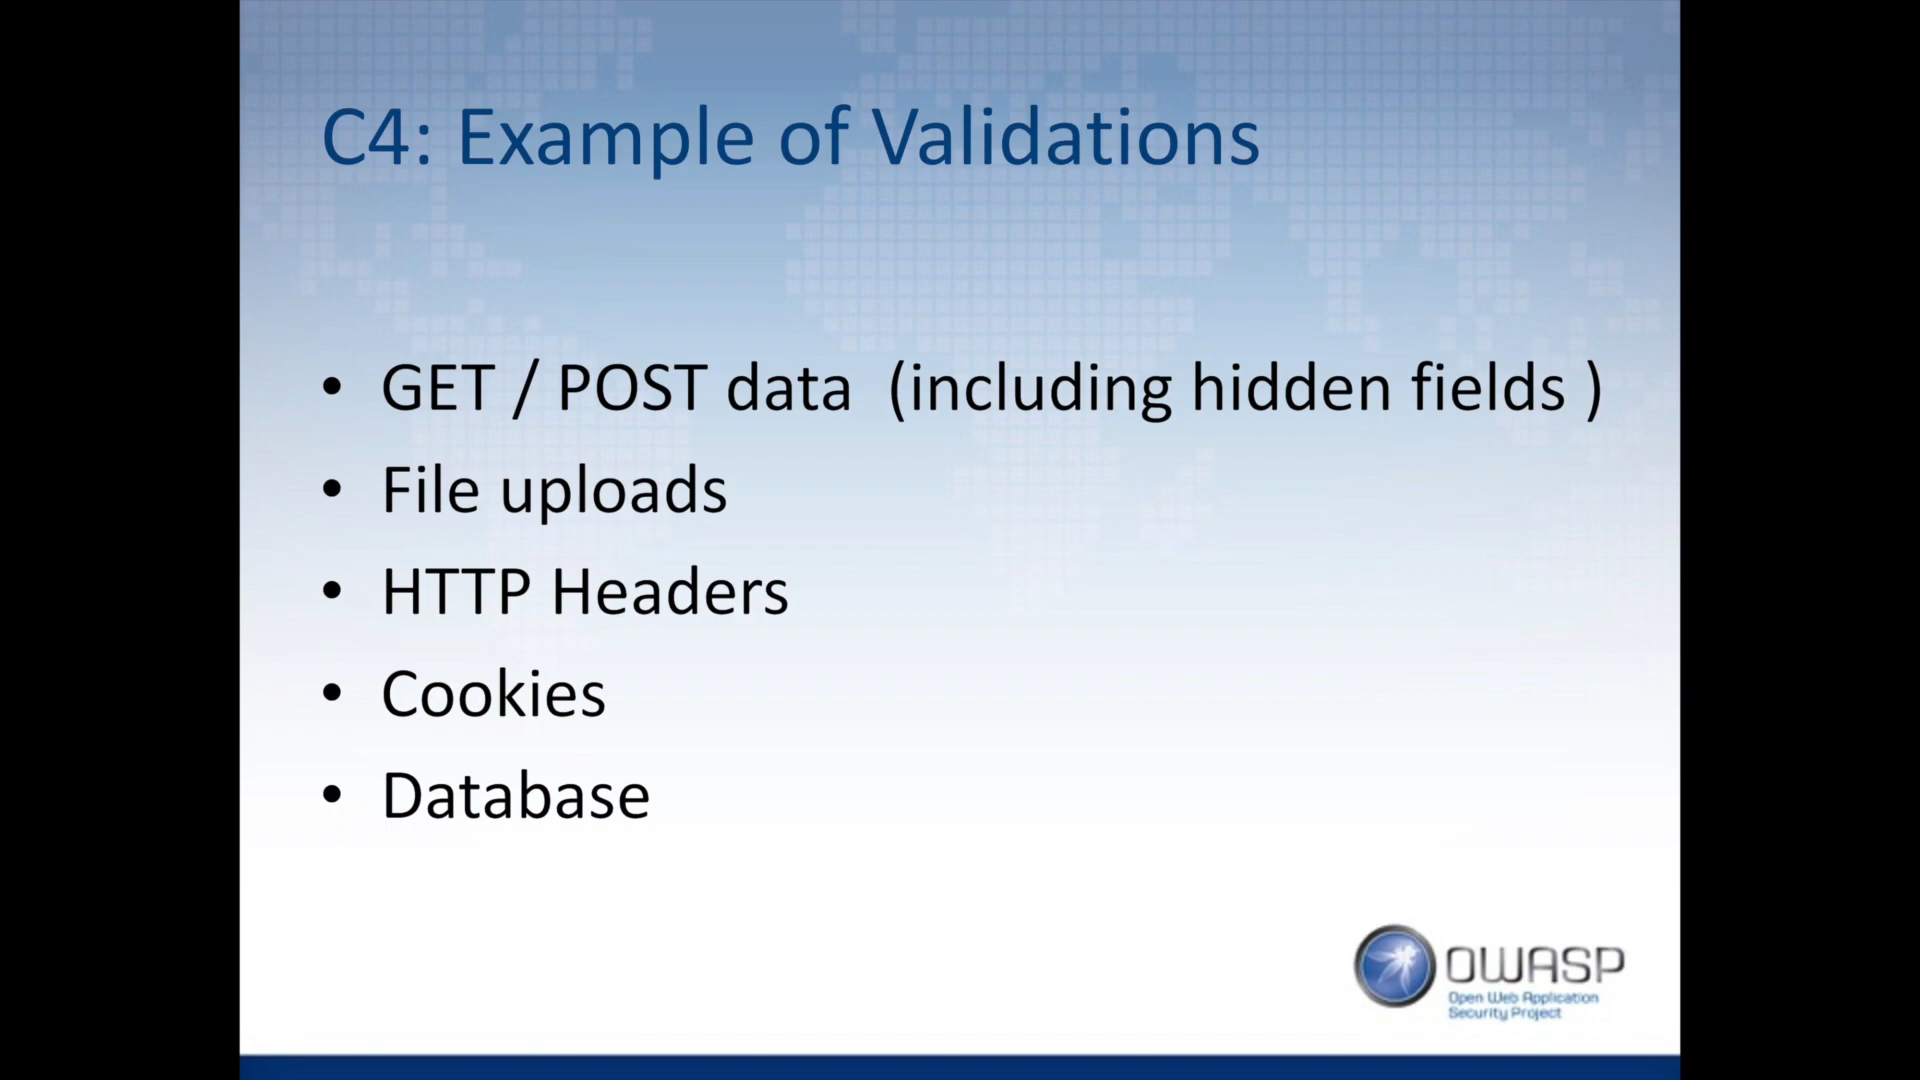 C4: Example of Validations
• GET / POST data  (including hidden fields )
• File uploads
• HTTP Headers
• Cookies
• Database
OWASP
Open Web Application
Security Project